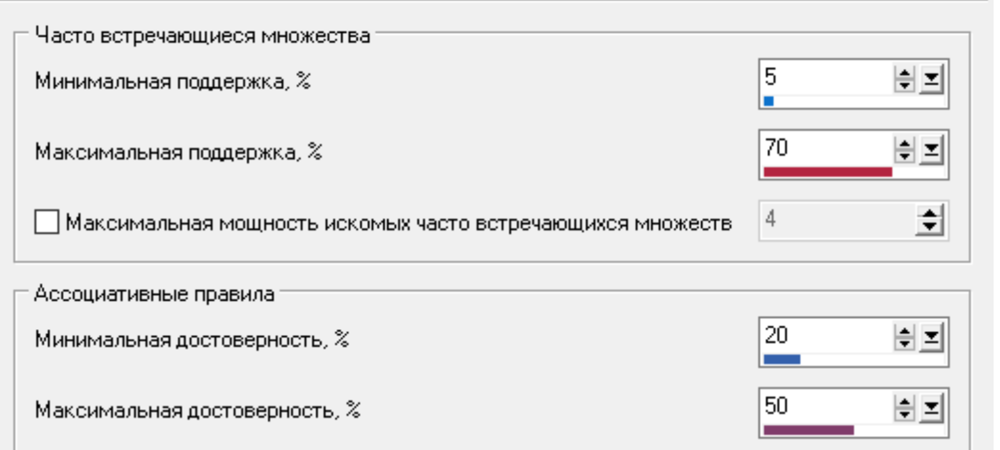 Часто встречающиеся множества
Минимальная поддержка, % 5
Максимальная поддержка, % 70
Максимальная мощность искомых часто встречающихся множеств 4
Ассоциативные правила
Минимальная достоверность, % 20
Максимальная достоверность, % 50